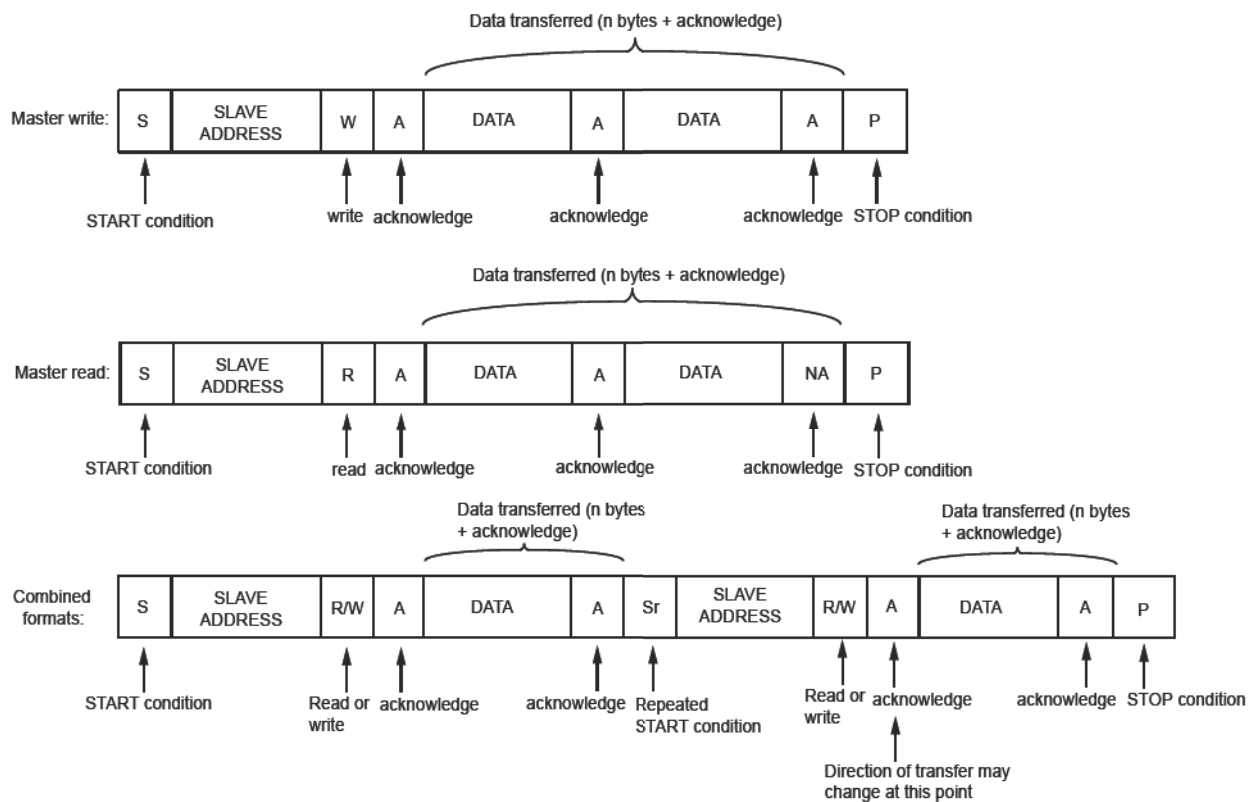 Data transferred (n bytes + acknowledge)
Master write:
S
SLAVE
ADDRESS
W
A
DATA
A
DATA
A
P
START condition
write
acknowledge
acknowledge
acknowledge
STOP condition
Data transferred (n bytes + acknowledge)
Master read:
S
SLAVE
ADDRESS
R
A
DATA
A
DATA
NA
P
START condition
read
acknowledge
acknowledge
acknowledge
STOP condition
Data transferred (n bytes
+ acknowledge)
Data transferred (n bytes
+ acknowledge)
Combined
formats:
S
SLAVE
ADDRESS
R/W
A
DATA
A
Sr
SLAVE
ADDRESS
R/W
A
DATA
A
P
START condition
Read or
write
acknowledge
acknowledge
Repeated
START condition
Read or
write
acknowledge
acknowledge
STOP condition
Direction of transfer may
change at this point